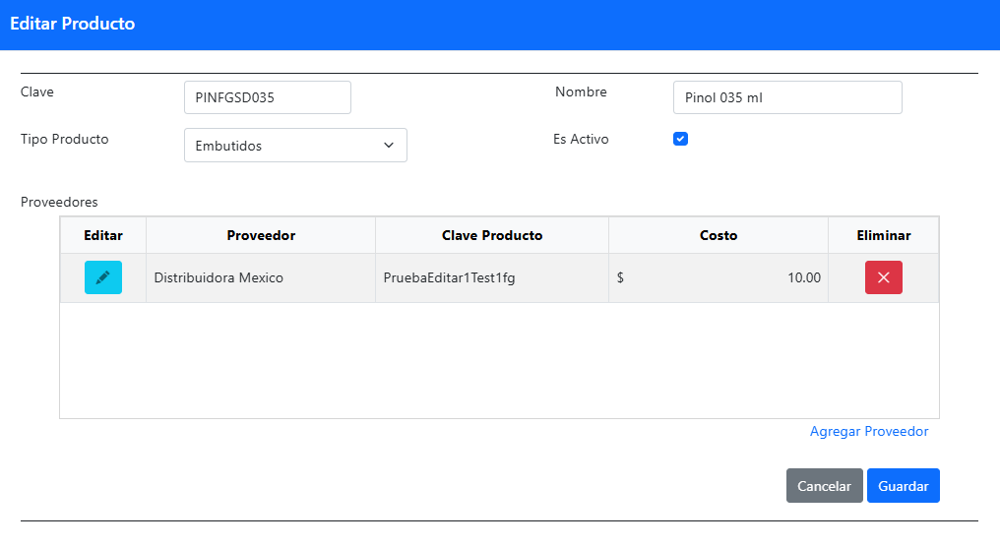 Editar Producto
Clave PINFGSD035 Nombre Pinol 035 ml
Tipo Producto Embutidos Es Activo
Proveedores
Editar Proveedor Clave Producto Costo Eliminar
Distribuidora Mexico PruebaEditar1Test1fg $ 10.00
Agregar Proveedor
Cancelar Guardar